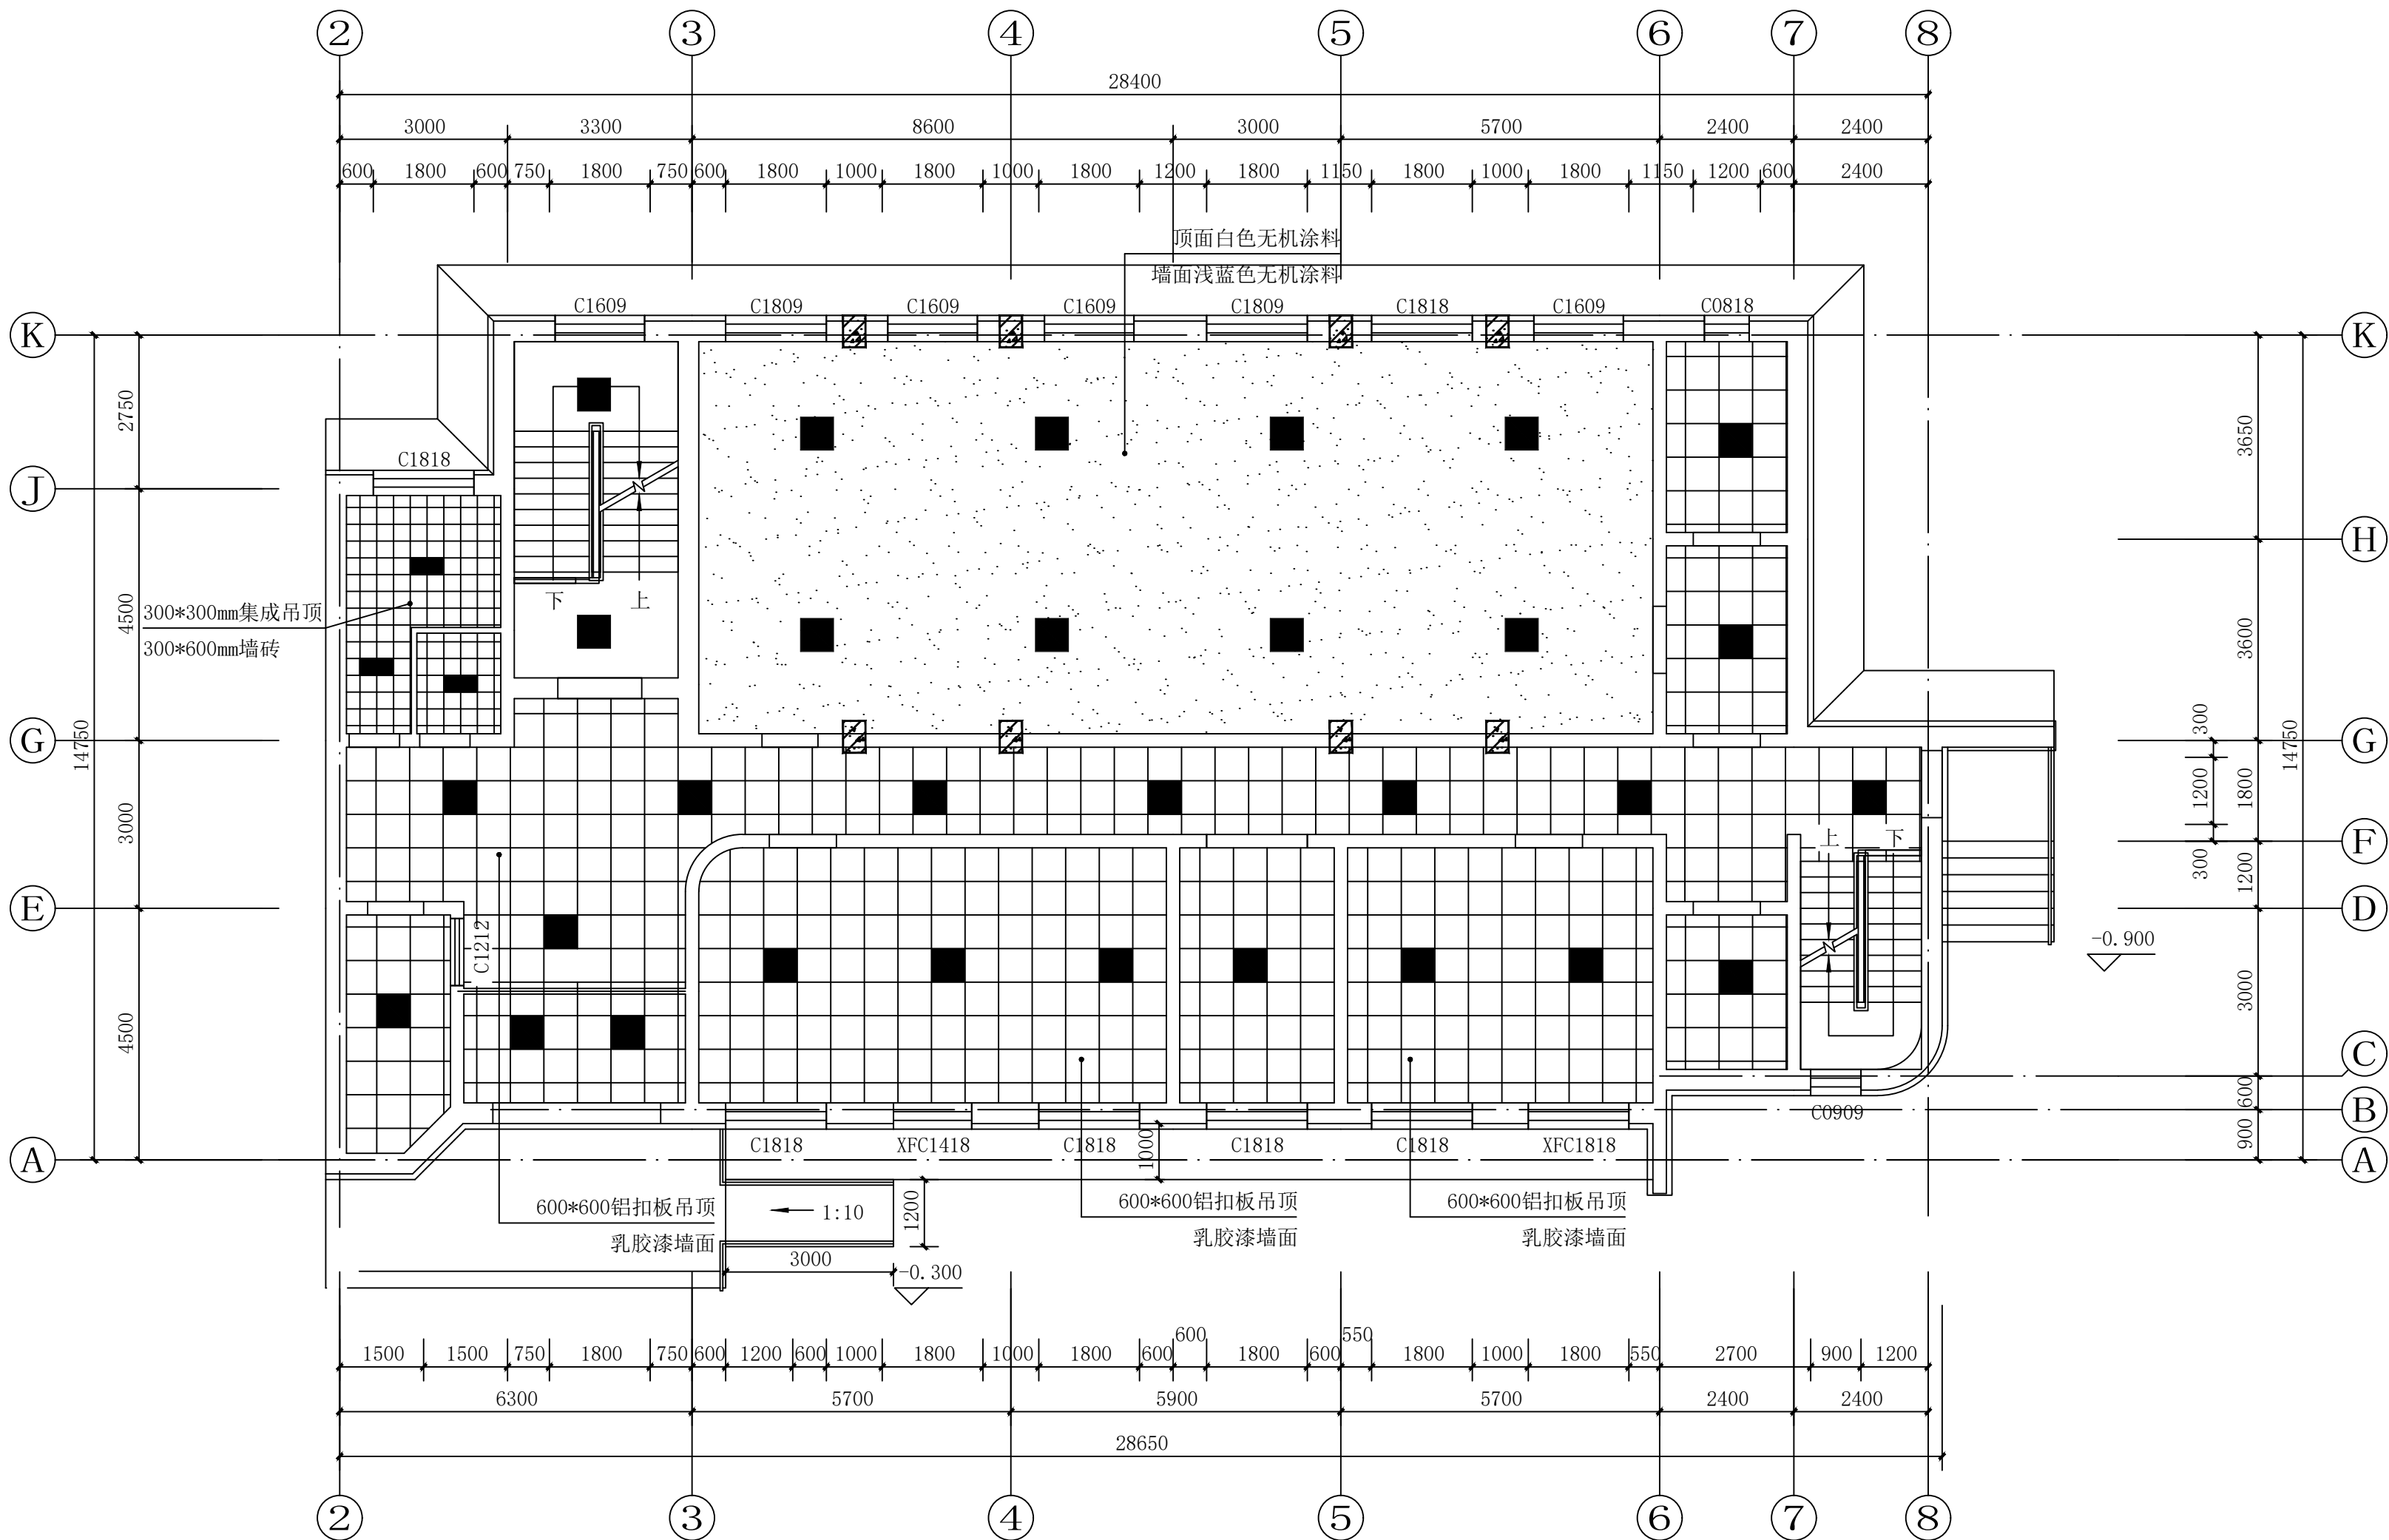 2 3 4 5 6 7 8
28400
3000 3300 8600 3000 5700 2400 2400
600 1800 600 750 1800 750 600 1800 1000 1800 1000 1800 1200 1800 1150 1800 1000 1800 1150 1200 600 2400
顶面白色无机涂料
墙面浅蓝色无机涂料
C1609 C1809 C1609 C1609 C1809 C1818 C1609 C0818
K K
2750
3650
C1818
J
H
4500
300*300mm集成吊顶
300*600mm墙砖
下 上
3600
300
G G
14750
14750
1200
1800
3000
上 下
F
300
1200
E D
C1212
-0.900
4500
3000
C
600
B
C0909
900
A A
C1818 XFC1418 C1818 1000 C1818 C1818 XFC1818
600*600铝扣板吊顶
乳胶漆墙面
1:10
1200
600*600铝扣板吊顶
乳胶漆墙面
600*600铝扣板吊顶
乳胶漆墙面
3000
-0.300
600 550
1500 1500 750 1800 750 600 1200 600 1000 1800 1000 1800 600 1800 600 1800 1000 1800 550 2700 900 1200
6300 5700 5900 5700 2400 2400
28650
2 3 4 5 6 7 8